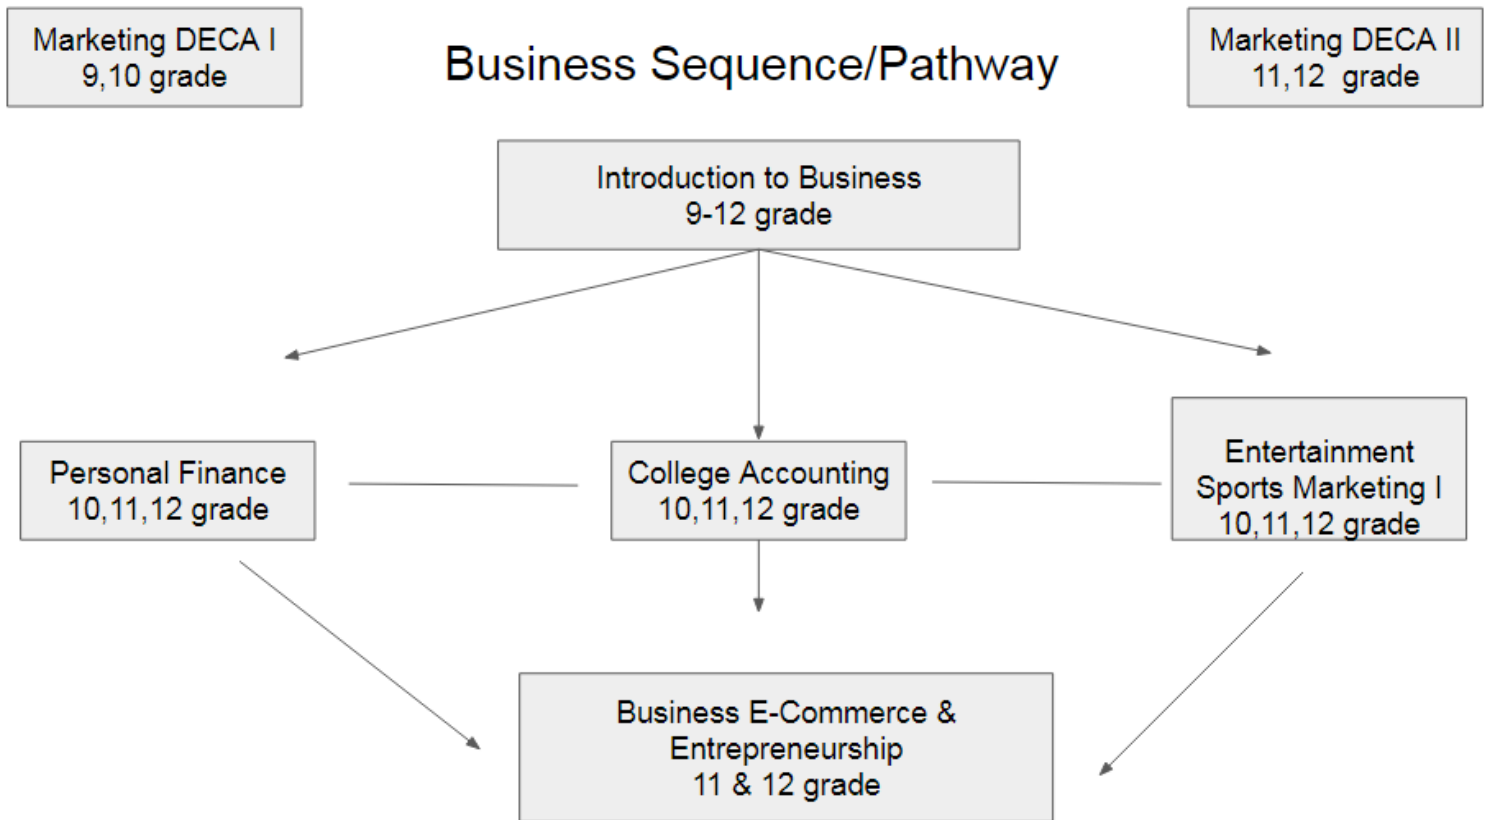 Marketing DECA I
9,10 grade
Business Sequence/Pathway
Marketing DECA II
11,12  grade
Introduction to Business
9-12 grade
Personal Finance
10,11,12 grade
College Accounting
10,11,12 grade
Entertainment
Sports Marketing I
10,11,12 grade
Business E-Commerce &
Entrepreneurship
11 & 12 grade